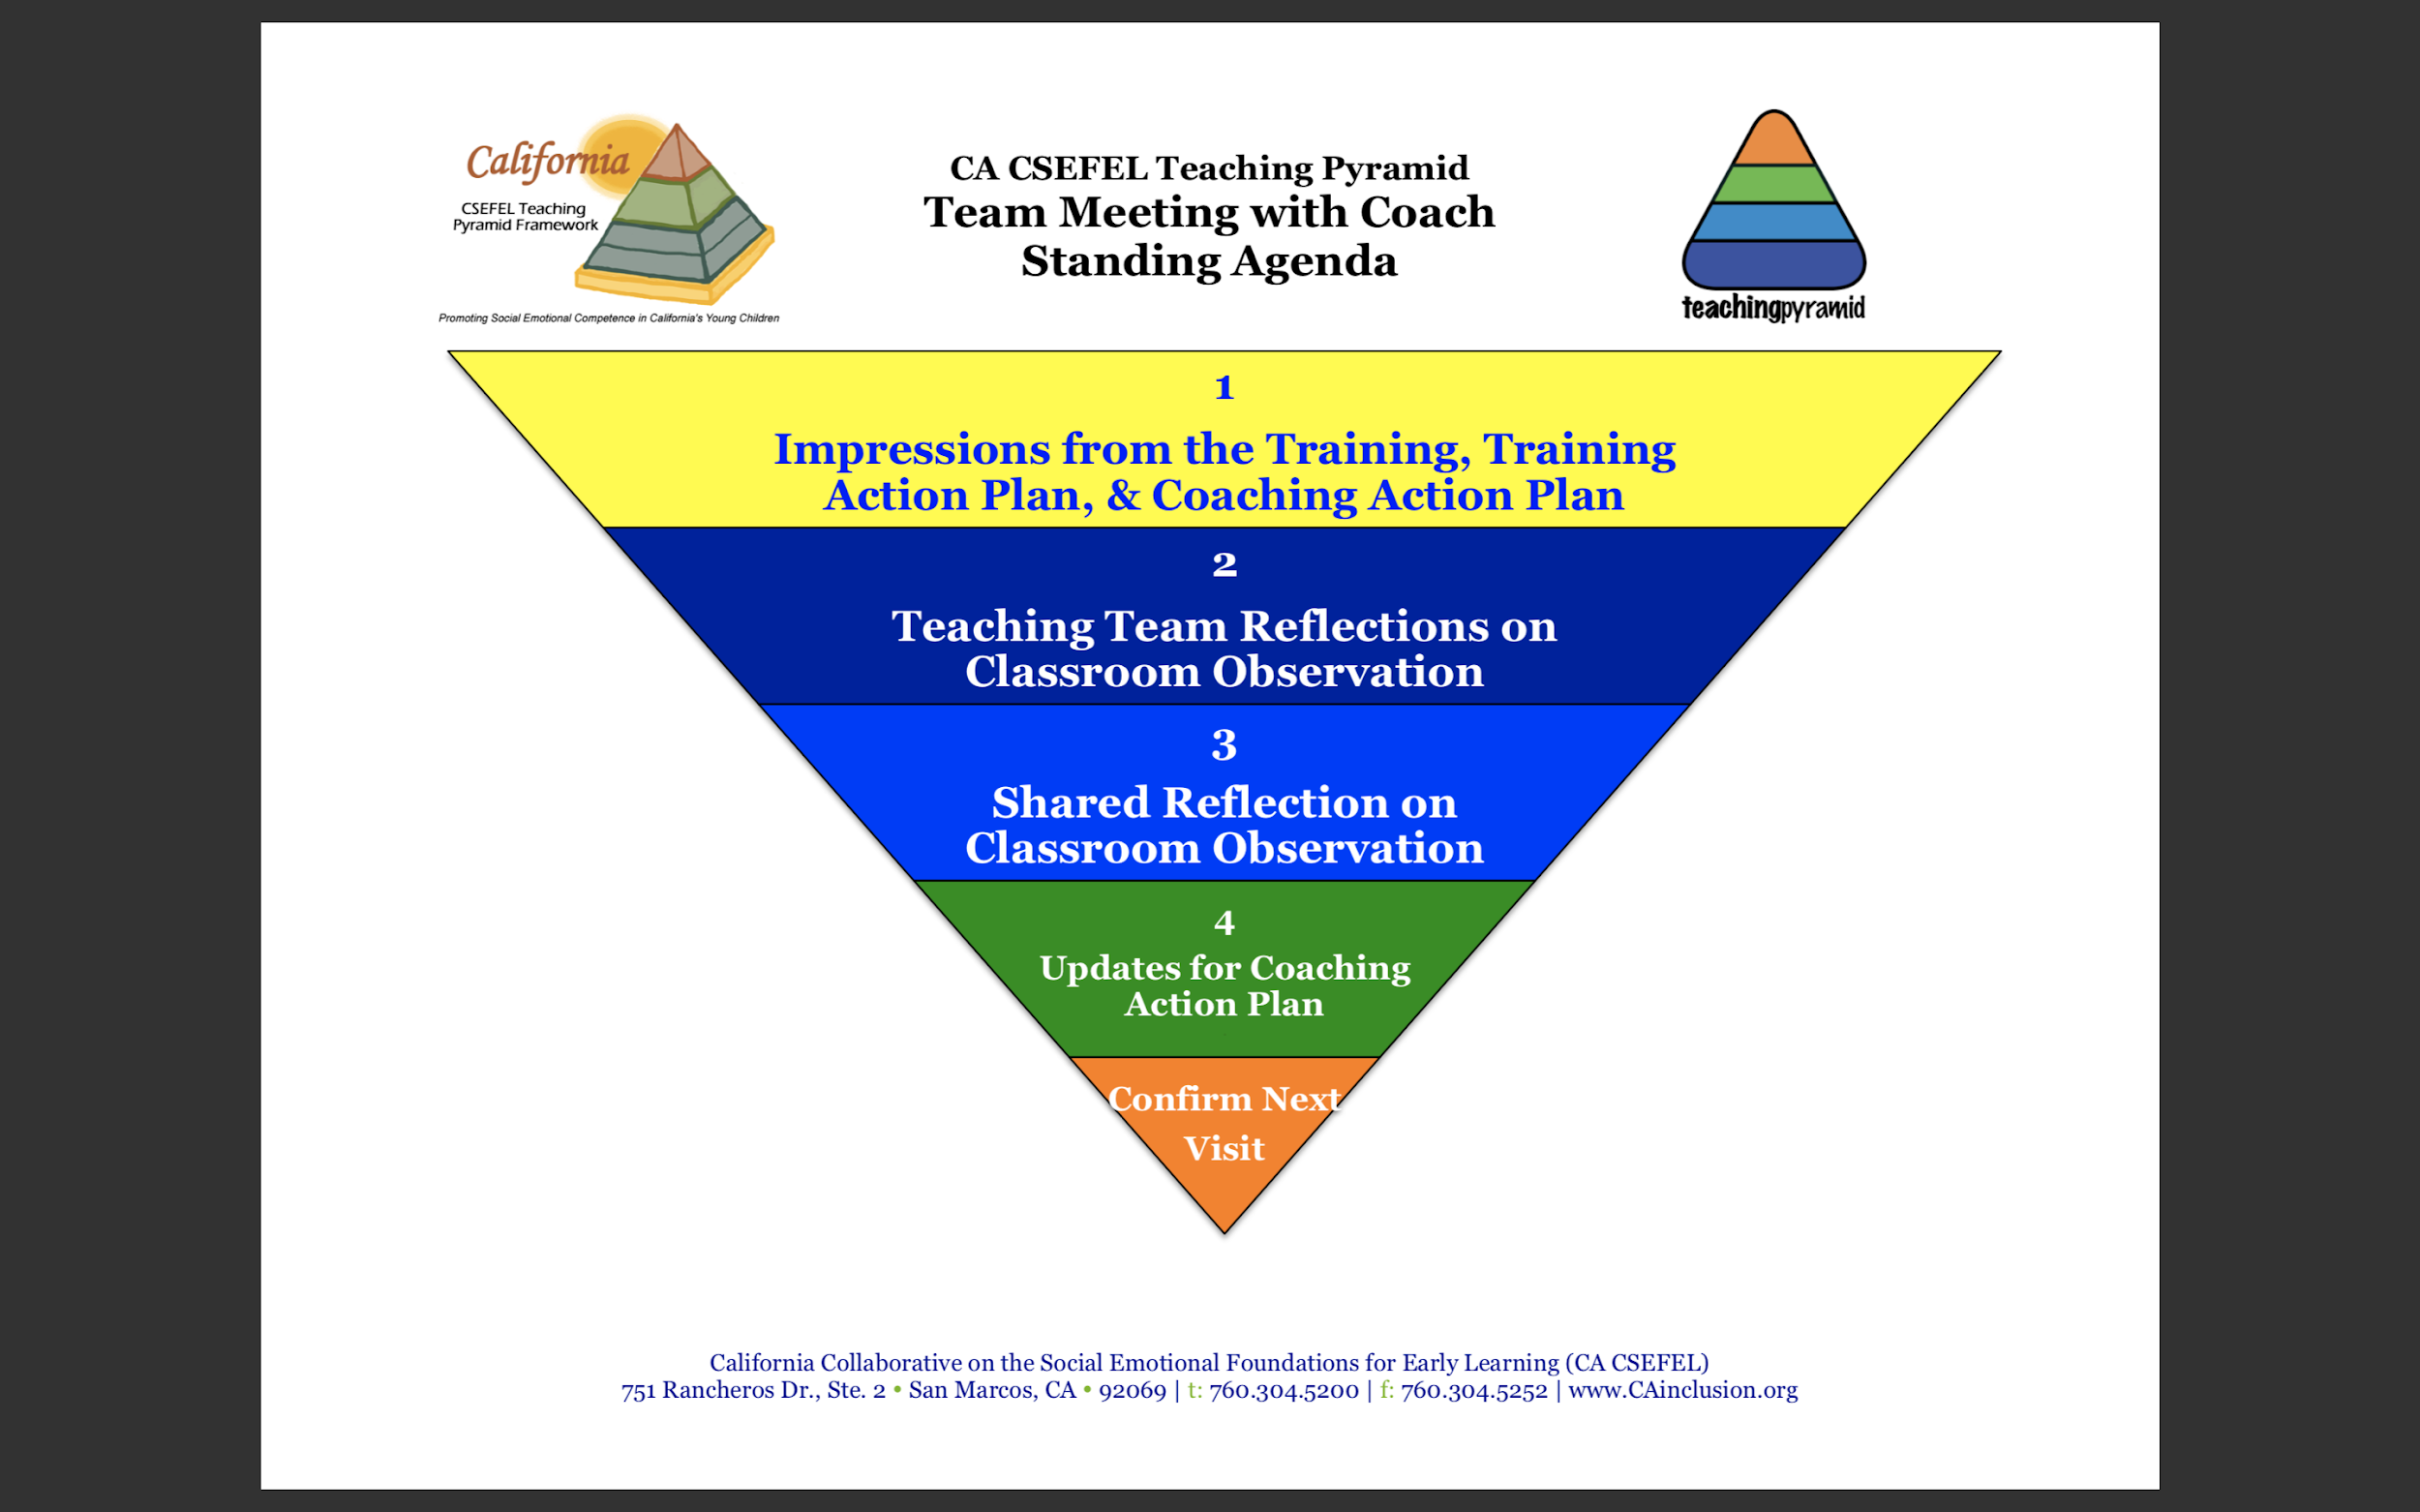 California
CSEFEL Teaching
Pyramid Framework
Promoting Social Emotional Competence in California's Young Children
CA CSEFEL Teaching Pyramid
Team Meeting with Coach
Standing Agenda
teachingpyramid
1
Impressions from the Training, Training
Action Plan, & Coaching Action Plan
2
Teaching Team Reflections on
Classroom Observation
3
Shared Reflection on
Classroom Observation
4
Updates for Coaching
Action Plan
Confirm Next
Visit
California Collaborative on the Social Emotional Foundations for Early Learning (CA CSEFEL)
751 Rancheros Dr., Ste. 2 • San Marcos, CA • 92069 | t: 760.304.5200 | f: 760.304.5252 | www.CAinclusion.org